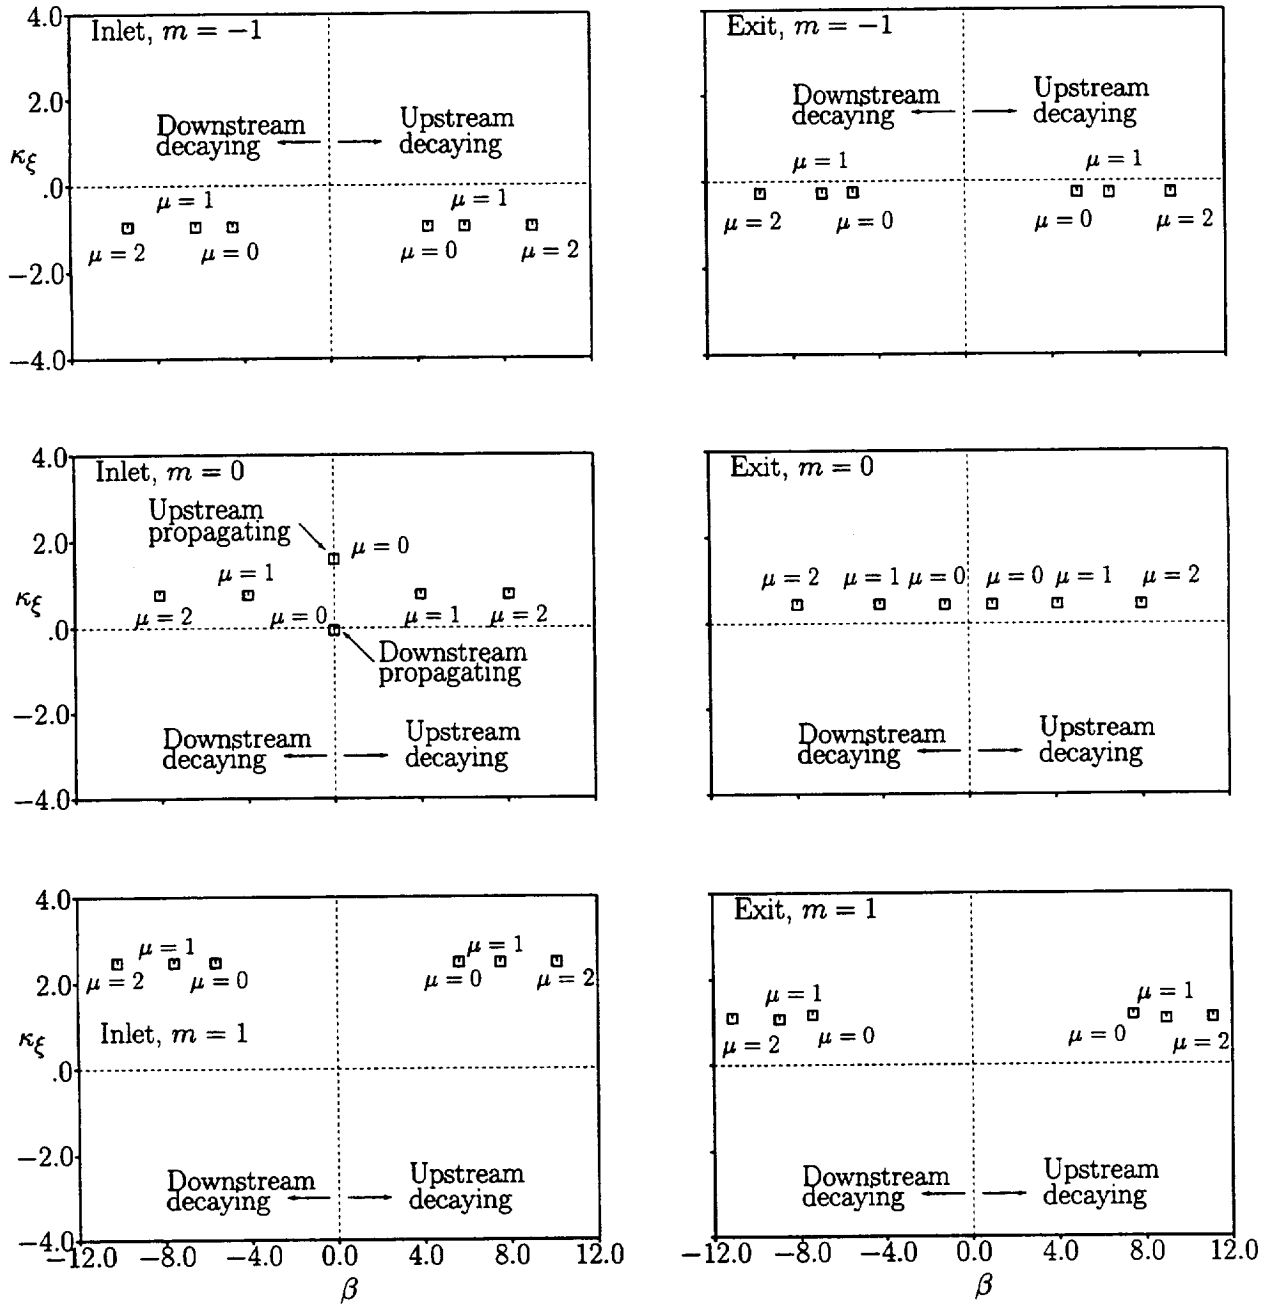 4.0
Inlet, m = −1
2.0
Downstream
decaying
Upstream
decaying
κξ
.0
μ = 1
μ = 1
μ = 2
μ = 0
μ = 0
μ = 2
−2.0
−4.0
Exit, m = −1
Downstream
decaying
Upstream
decaying
μ = 1
μ = 1
μ = 2
μ = 0
μ = 0
μ = 2
4.0
Inlet, m = 0
Upstream
propagating
2.0
μ = 0
μ = 1
κξ
μ = 2
μ = 0
μ = 1
μ = 2
.0
Downstream
propagating
−2.0
Downstream
decaying
Upstream
decaying
−4.0
Exit, m = 0
μ = 2
μ = 1
μ = 0
μ = 0
μ = 1
μ = 2
Downstream
decaying
Upstream
decaying
4.0
μ = 1
μ = 1
2.0
μ = 2
μ = 0
μ = 0
μ = 2
κξ
Inlet, m = 1
.0
−2.0
Downstream
decaying
Upstream
decaying
−4.0
−12.0
−8.0
−4.0
0.0
4.0
8.0
12.0
β
Exit, m = 1
μ = 1
μ = 1
μ = 2
μ = 0
μ = 0
μ = 2
Downstream
decaying
Upstream
decaying
−12.0
−8.0
−4.0
0.0
4.0
8.0
12.0
β